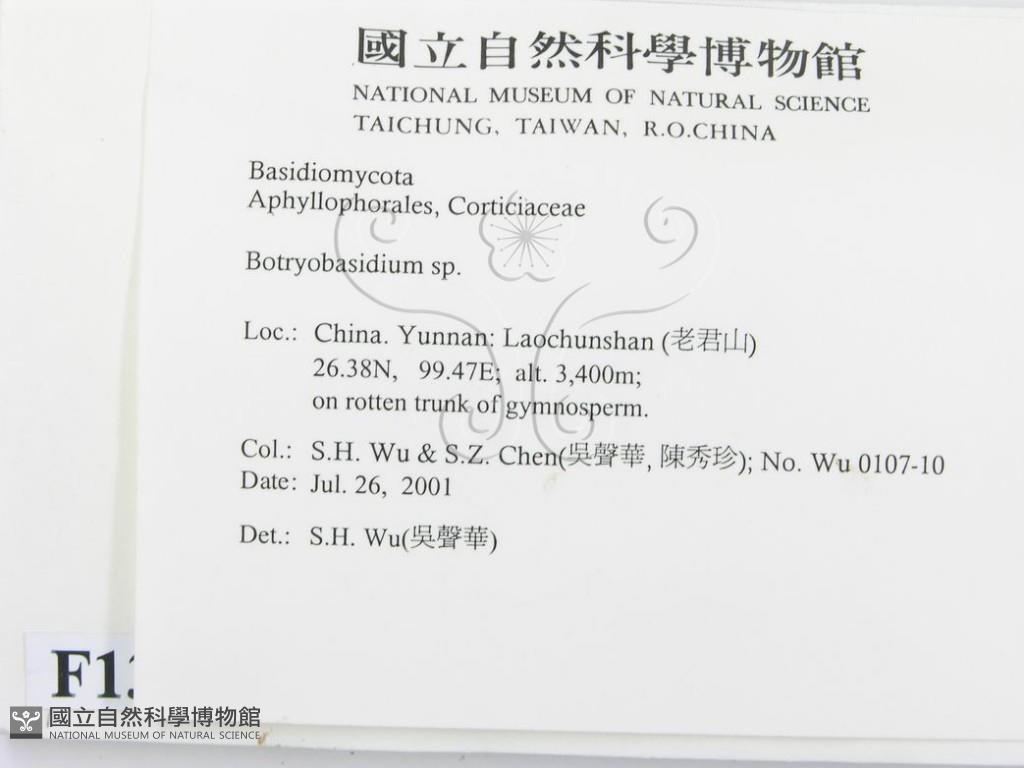 國立自然科學博物館
NATIONAL MUSEUM OF NATURAL SCIENCE
TAICHUNG, TAIWAN, R.O.CHINA
Basidiomycota
Aphyllophorales, Corticiaceae
Botryobasidium sp.
Loc.: China. Yunnan: Laochunshan (老君山)
26.38N, 99.47E; alt. 3,400m;
on rotten trunk of gymnosperm.
Col.: S.H. Wu & S.Z. Chen(吳聲華, 陳秀珍); No. Wu 0107-10
Date: Jul. 26, 2001
Det.: S.H. Wu(吳聲華)
國立自然科學博物館
NATIONAL MUSEUM OF NATURAL SCIENCE